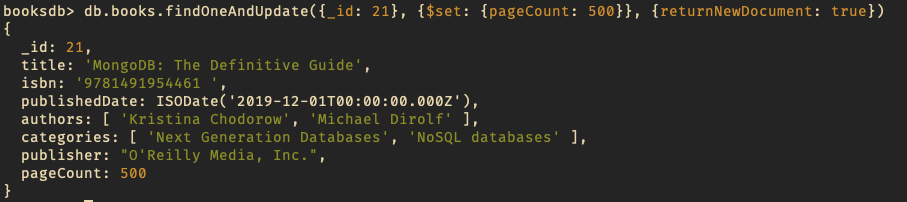 booksdb> db.books.findOneAndUpdate({_id: 21}, {$set: {pageCount: 500}}, {returnNewDocument: true})
{
  _id: 21,
  title: 'MongoDB: The Definitive Guide',
  isbn: '9781491954461 ',
  publishedDate: ISODate('2019-12-01T00:00:00.000Z'),
  authors: [ 'Kristina Chodorow', 'Michael Dirolf' ],
  categories: [ 'Next Generation Databases', 'NoSQL databases' ],
  publisher: "O'Reilly Media, Inc.",
  pageCount: 500
}